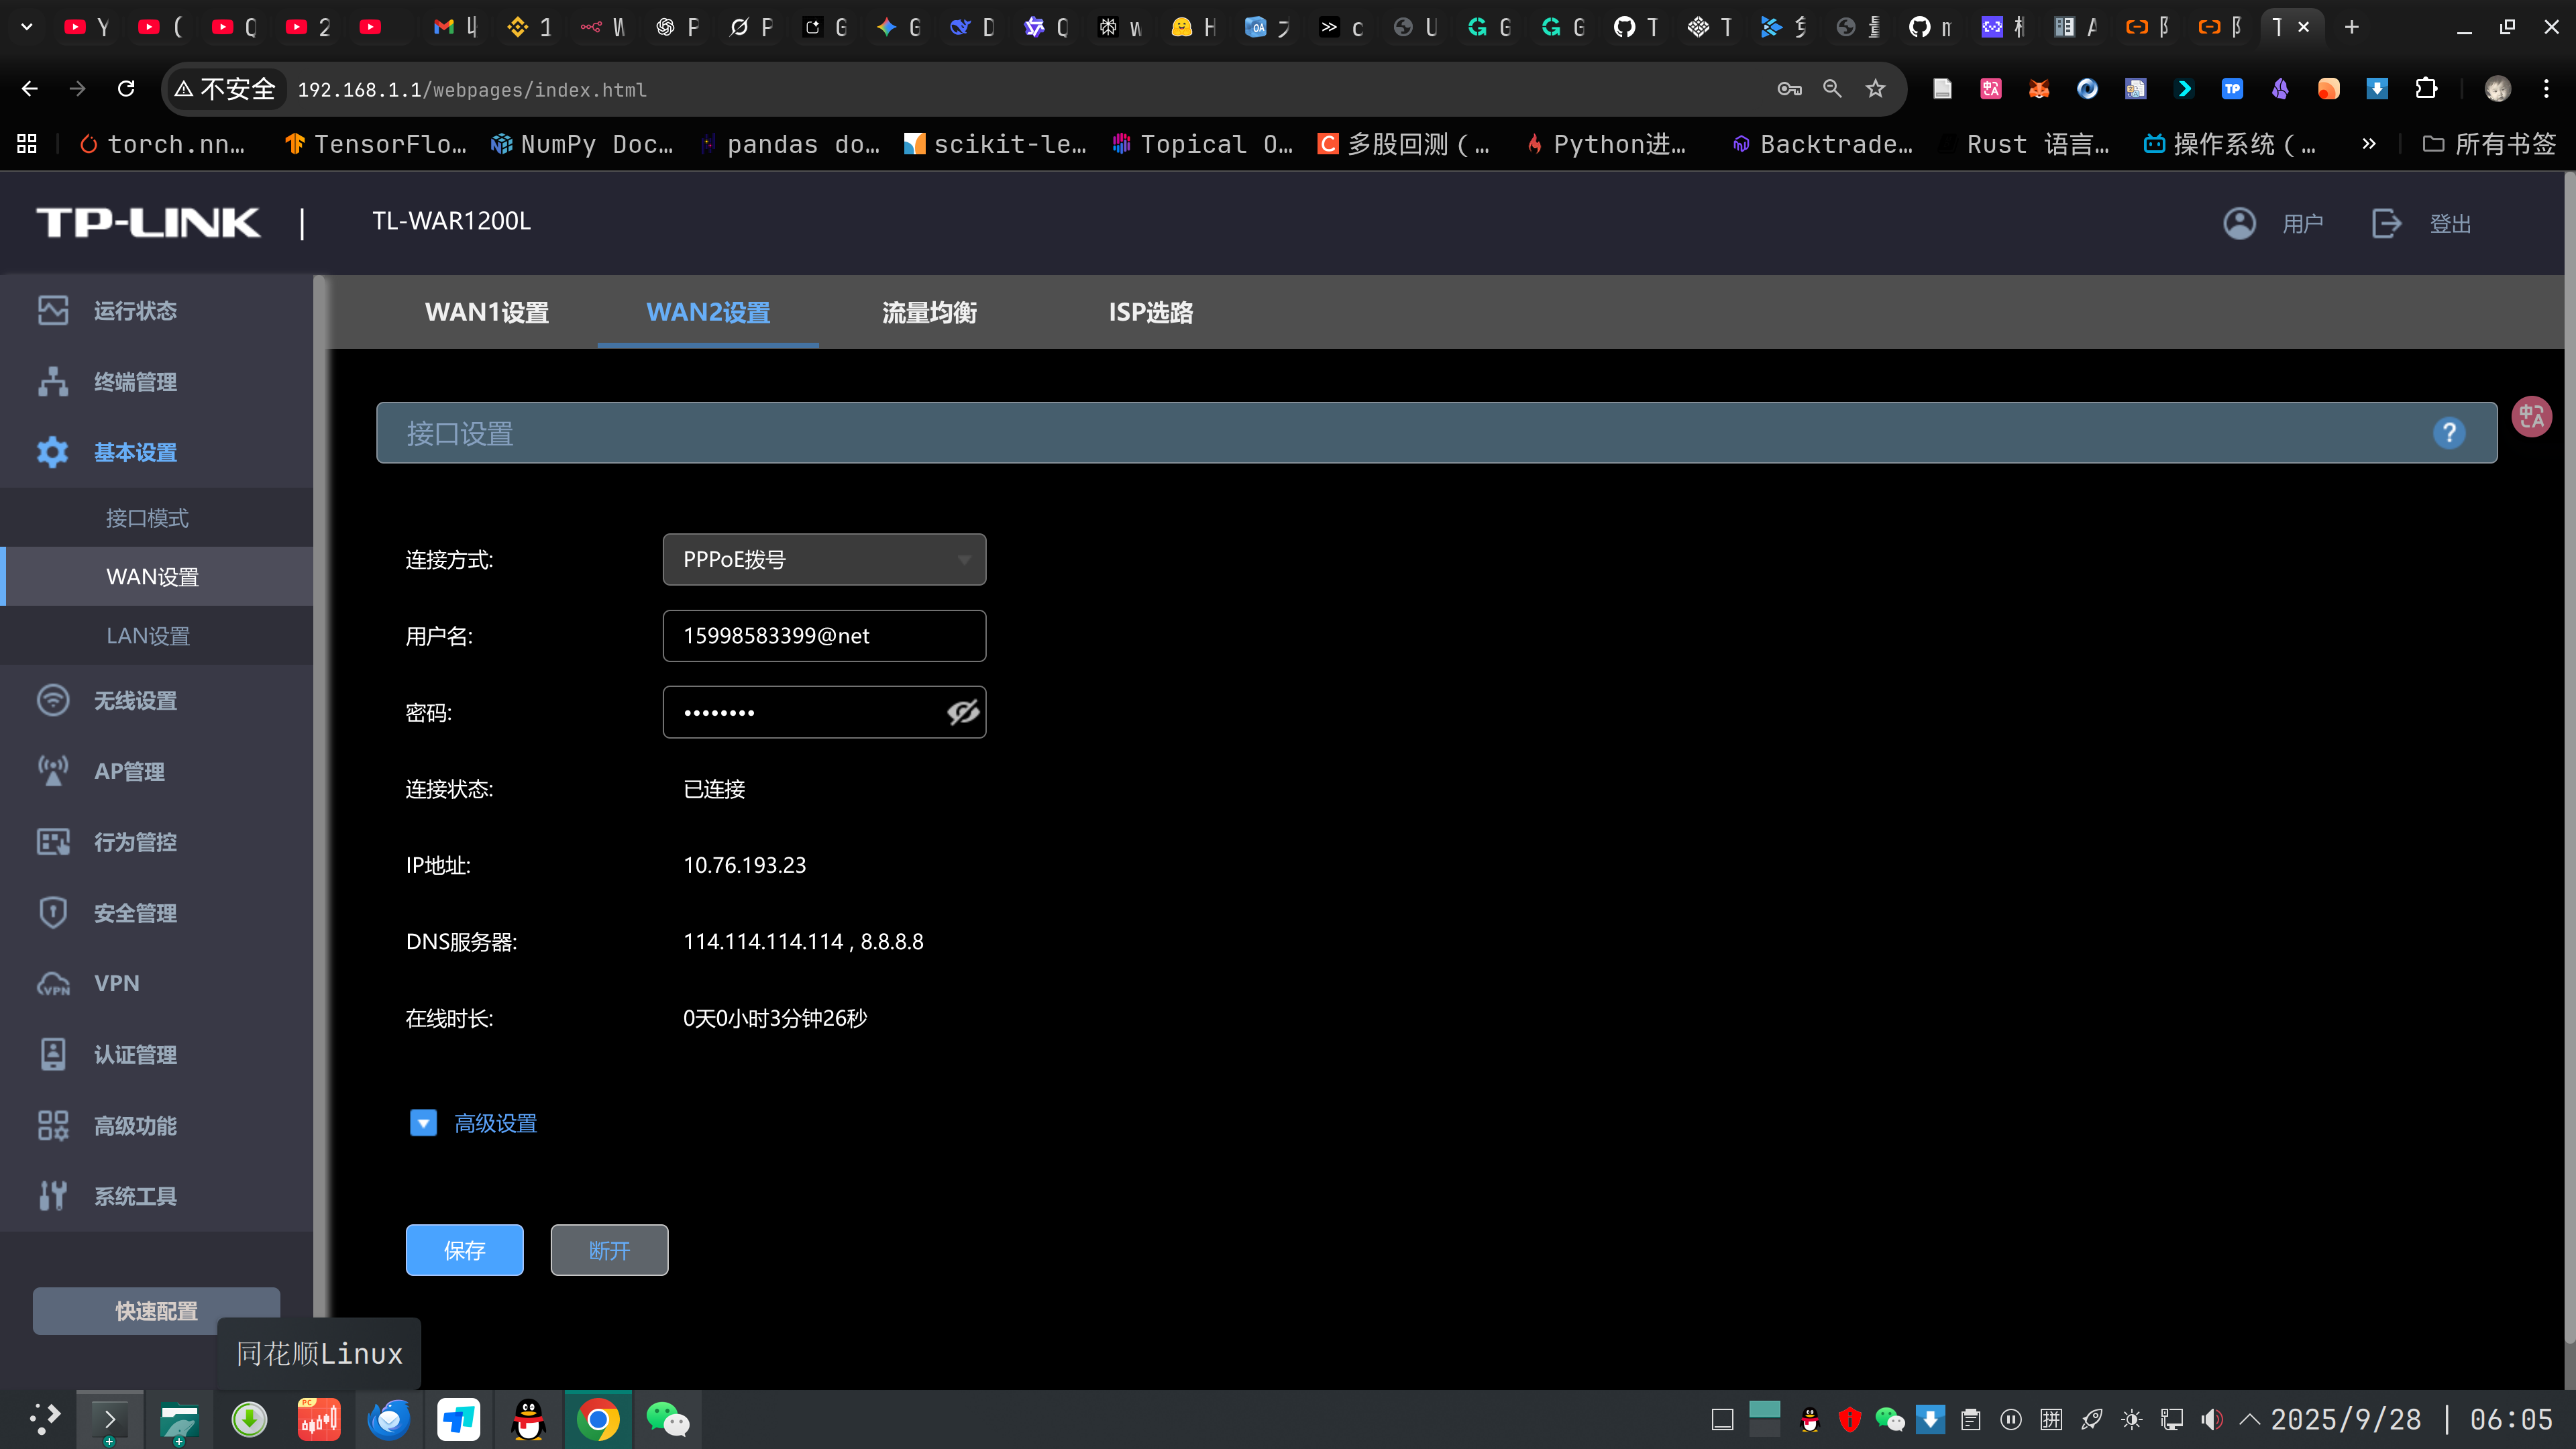 不安全 192.168.1.1/webpages/index.html
torch.nn… TensorFlo… NumPy Doc… pandas do… scikit-le… Topical O… 多股回测（… Python进… Backtrade… Rust 语言… 操作系统（… » 所有书签
TP-LINK | TL-WAR1200L 用户 登出
运行状态
终端管理
基本设置
接口模式
WAN设置
LAN设置
无线设置
AP管理
行为管控
安全管理
VPN
认证管理
高级功能
系统工具
快速配置
WAN1设置 WAN2设置 流量均衡 ISP选路
接口设置 ?
连接方式: PPPoE拨号
用户名: 15998583399@net
密码: ••••••••
连接状态: 已连接
IP地址: 10.76.193.23
DNS服务器: 114.114.114.114 , 8.8.8.8
在线时长: 0天0小时3分钟26秒
高级设置
保存 断开
同花顺Linux
拼 2025/9/28 | 06:05